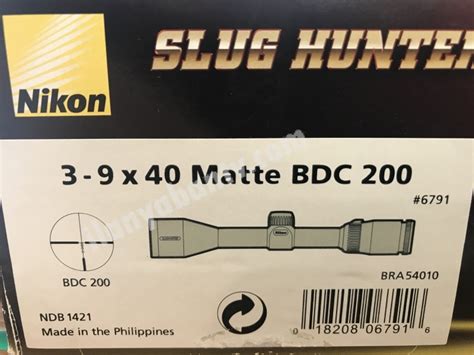 Nikon
SLUG HUNTER
3-9 x 40 Matte BDC 200
#6791
BDC 200
Nikon
BRA54010
NDB 1421
Made in the Philippines
0 18208 06791 6